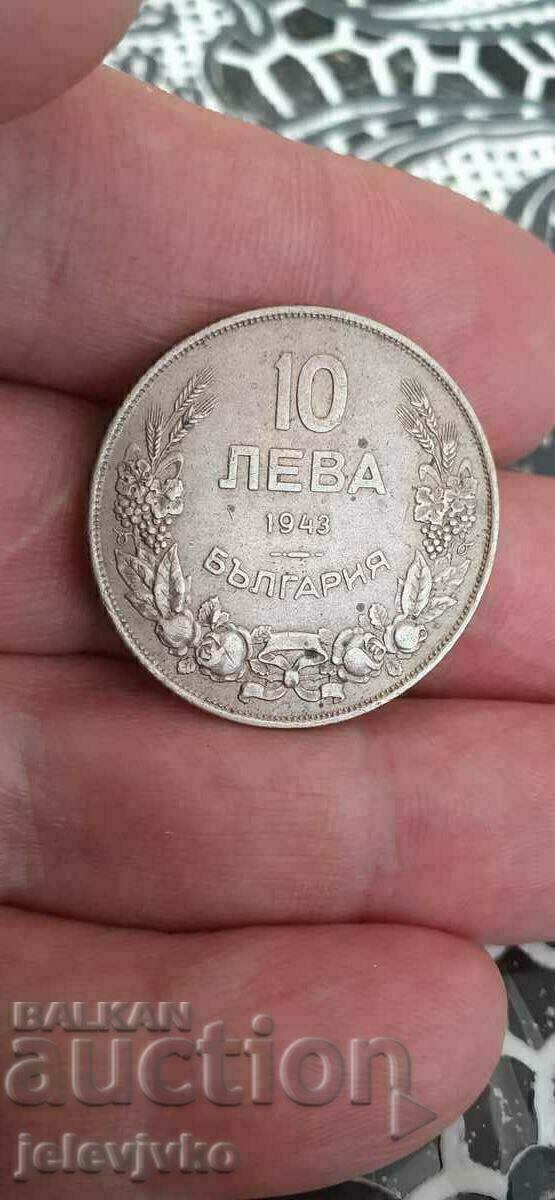 10
ЛЕВА
1943
БЪЛГАРИЯ
BALKAN
auction
jelevjvko